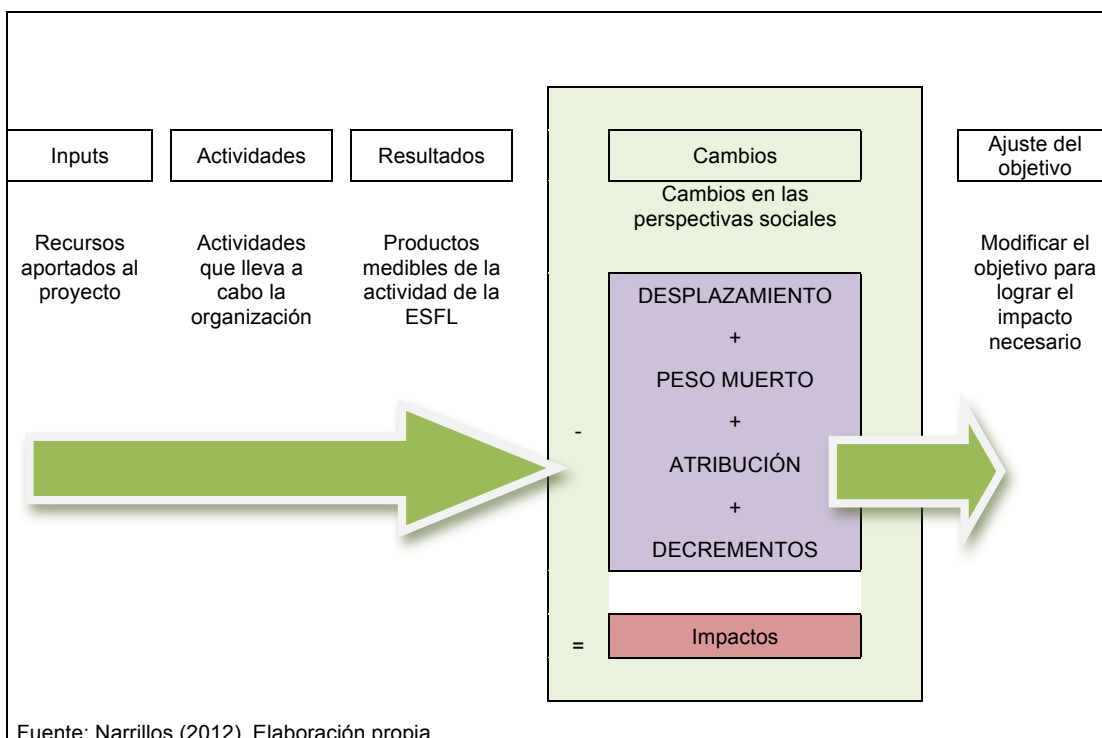 Inputs
Actividades
Resultados
Cambios
Ajuste del
objetivo
Recursos
aportados al
proyecto
Actividades
que lleva a
cabo la
organización
Productos
medibles de la
actividad de la
ESFL
Cambios en las
perspectivas sociales
Modificar el
objetivo para
lograr el
impacto
necesario
-
DESPLAZAMIENTO
+
PESO MUERTO
+
ATRIBUCIÓN
+
DECREMENTOS
=
Impactos
Fuente: Narrillos (2012). Elaboración propia